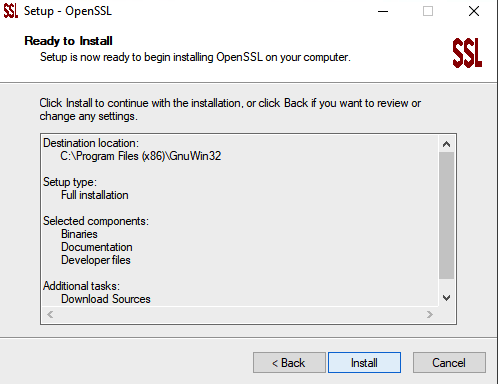 Setup - OpenSSL
Ready to Install
Setup is now ready to begin installing OpenSSL on your computer.
SSL
Click Install to continue with the installation, or click Back if you want to review or
change any settings.
Destination location:
C:\Program Files (x86)\GnuWin32
Setup type:
Full installation
Selected components:
Binaries
Documentation
Developer files
Additional tasks:
Download Sources
< Back
Install
Cancel